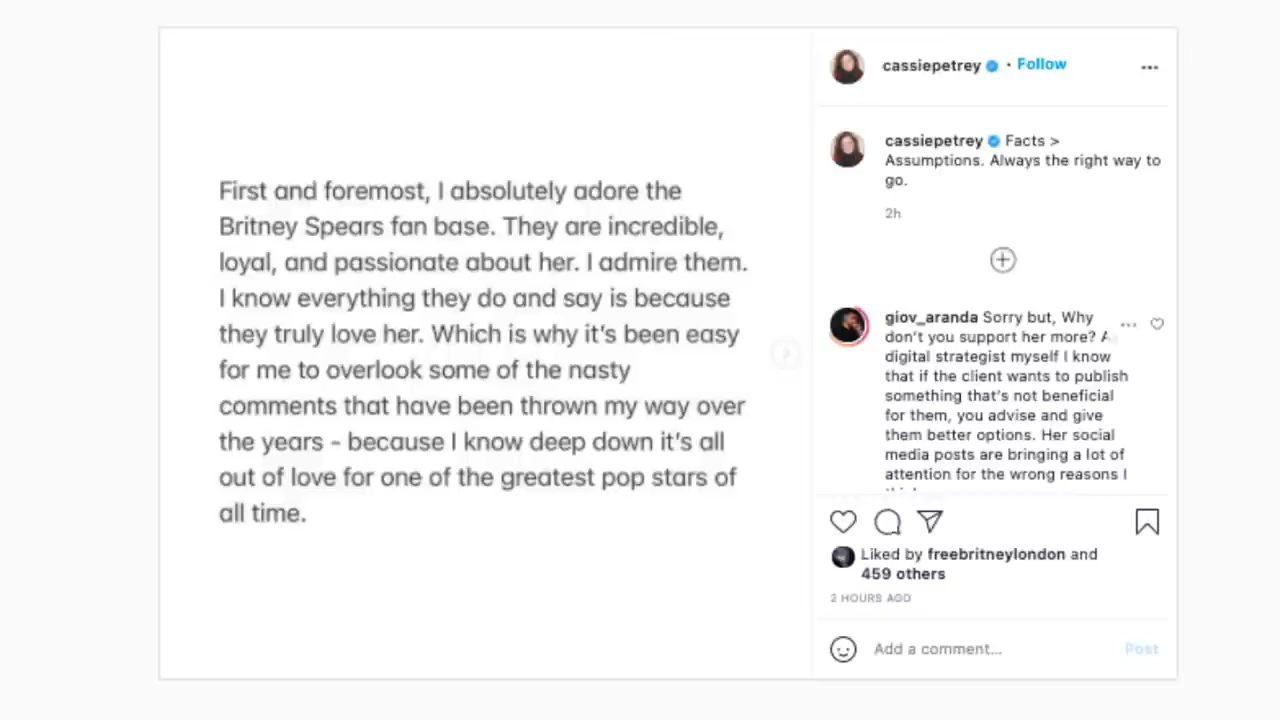 First and foremost, I absolutely adore the
Britney Spears fan base. They are incredible,
loyal, and passionate about her. I admire them.
I know everything they do and say is because
they truly love her. Which is why it's been easy
for me to overlook some of the nasty
comments that have been thrown my way over
the years - because I know deep down it's all
out of love for one of the greatest pop stars of
all time.
cassiepetrey • Follow
cassiepetrey Facts >
Assumptions. Always the right way to
go.
2h
giov_aranda Sorry but, Why
don't you support her more?
digital strategist myself I know
that if the client wants to publish
something that's not beneficial
for them, you advise and give
them better options. Her social
media posts are bringing a lot of
attention for the wrong reasons I
Liked by freebritneylondon and
459 others
2 HOURS AGO
Add a comment...
Post